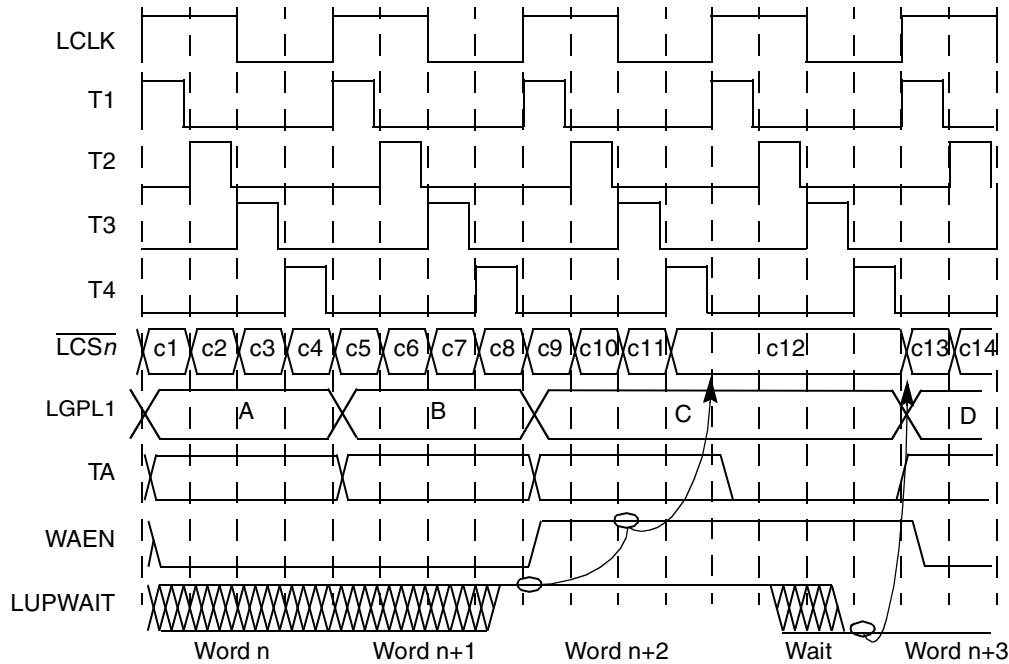 LCLK
T1
T2
T3
T4
LCSn c1 c2 c3 c4 c5 c6 c7 c8 c9 c10 c11 c12 c13 c14
LGPL1 A B C D
TA
WAEN
LUPWAIT
Word n Word n+1 Word n+2 Wait Word n+3